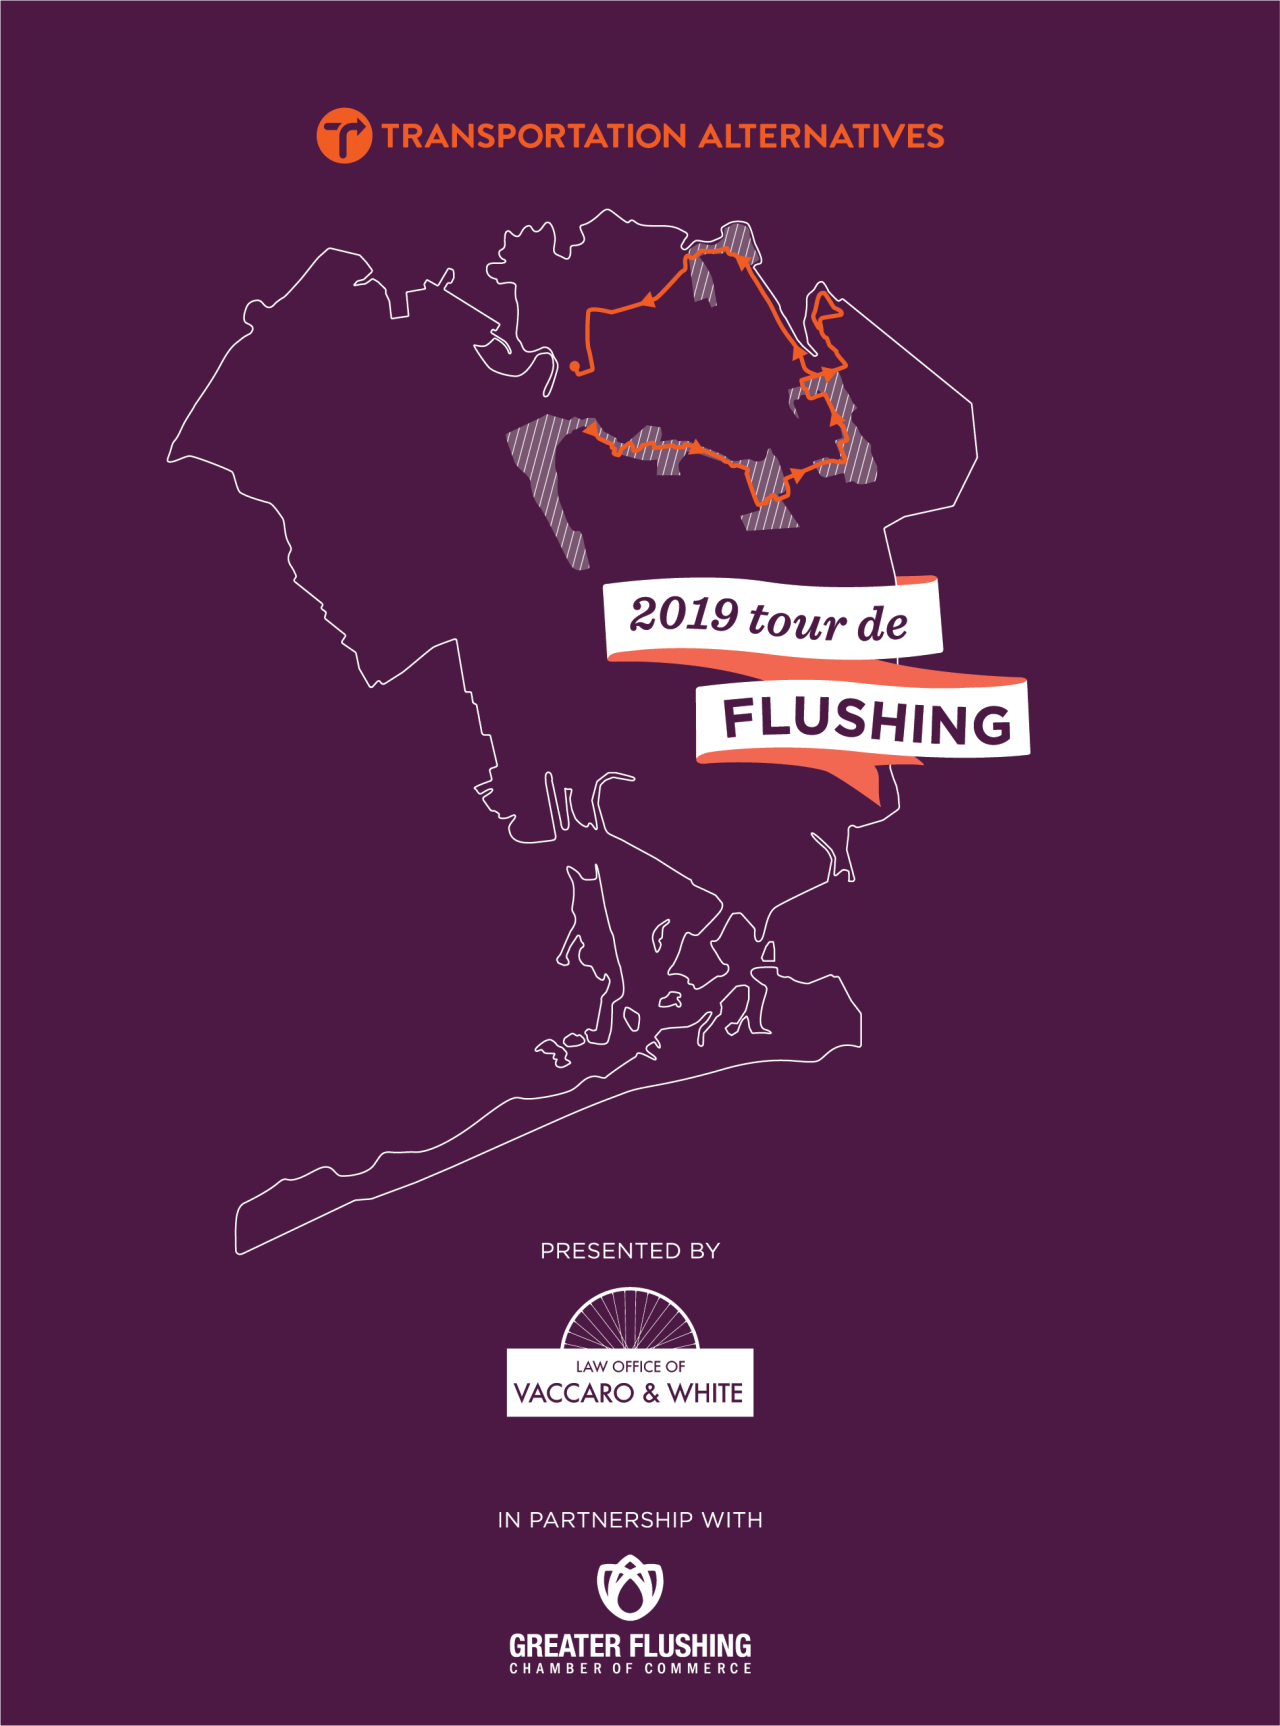 TRANSPORTATION ALTERNATIVES
2019 tour de
FLUSHING
PRESENTED BY
LAW OFFICE OF
VACCARO & WHITE
IN PARTNERSHIP WITH
GREATER FLUSHING
CHAMBER OF COMMERCE